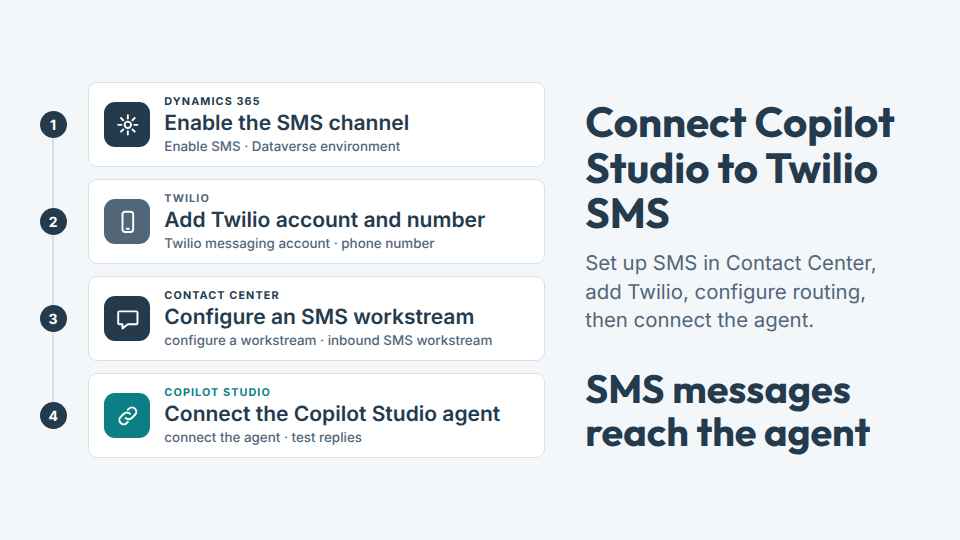 1
DYNAMICS 365
Enable the SMS channel
Enable SMS · Dataverse environment
2
TWILIO
Add Twilio account and number
Twilio messaging account · phone number
3
CONTACT CENTER
Configure an SMS workstream
configure a workstream · inbound SMS workstream
4
COPILOT STUDIO
Connect the Copilot Studio agent
connect the agent · test replies
Connect Copilot
Studio to Twilio
SMS
Set up SMS in Contact Center,
add Twilio, configure routing,
then connect the agent.
SMS messages
reach the agent